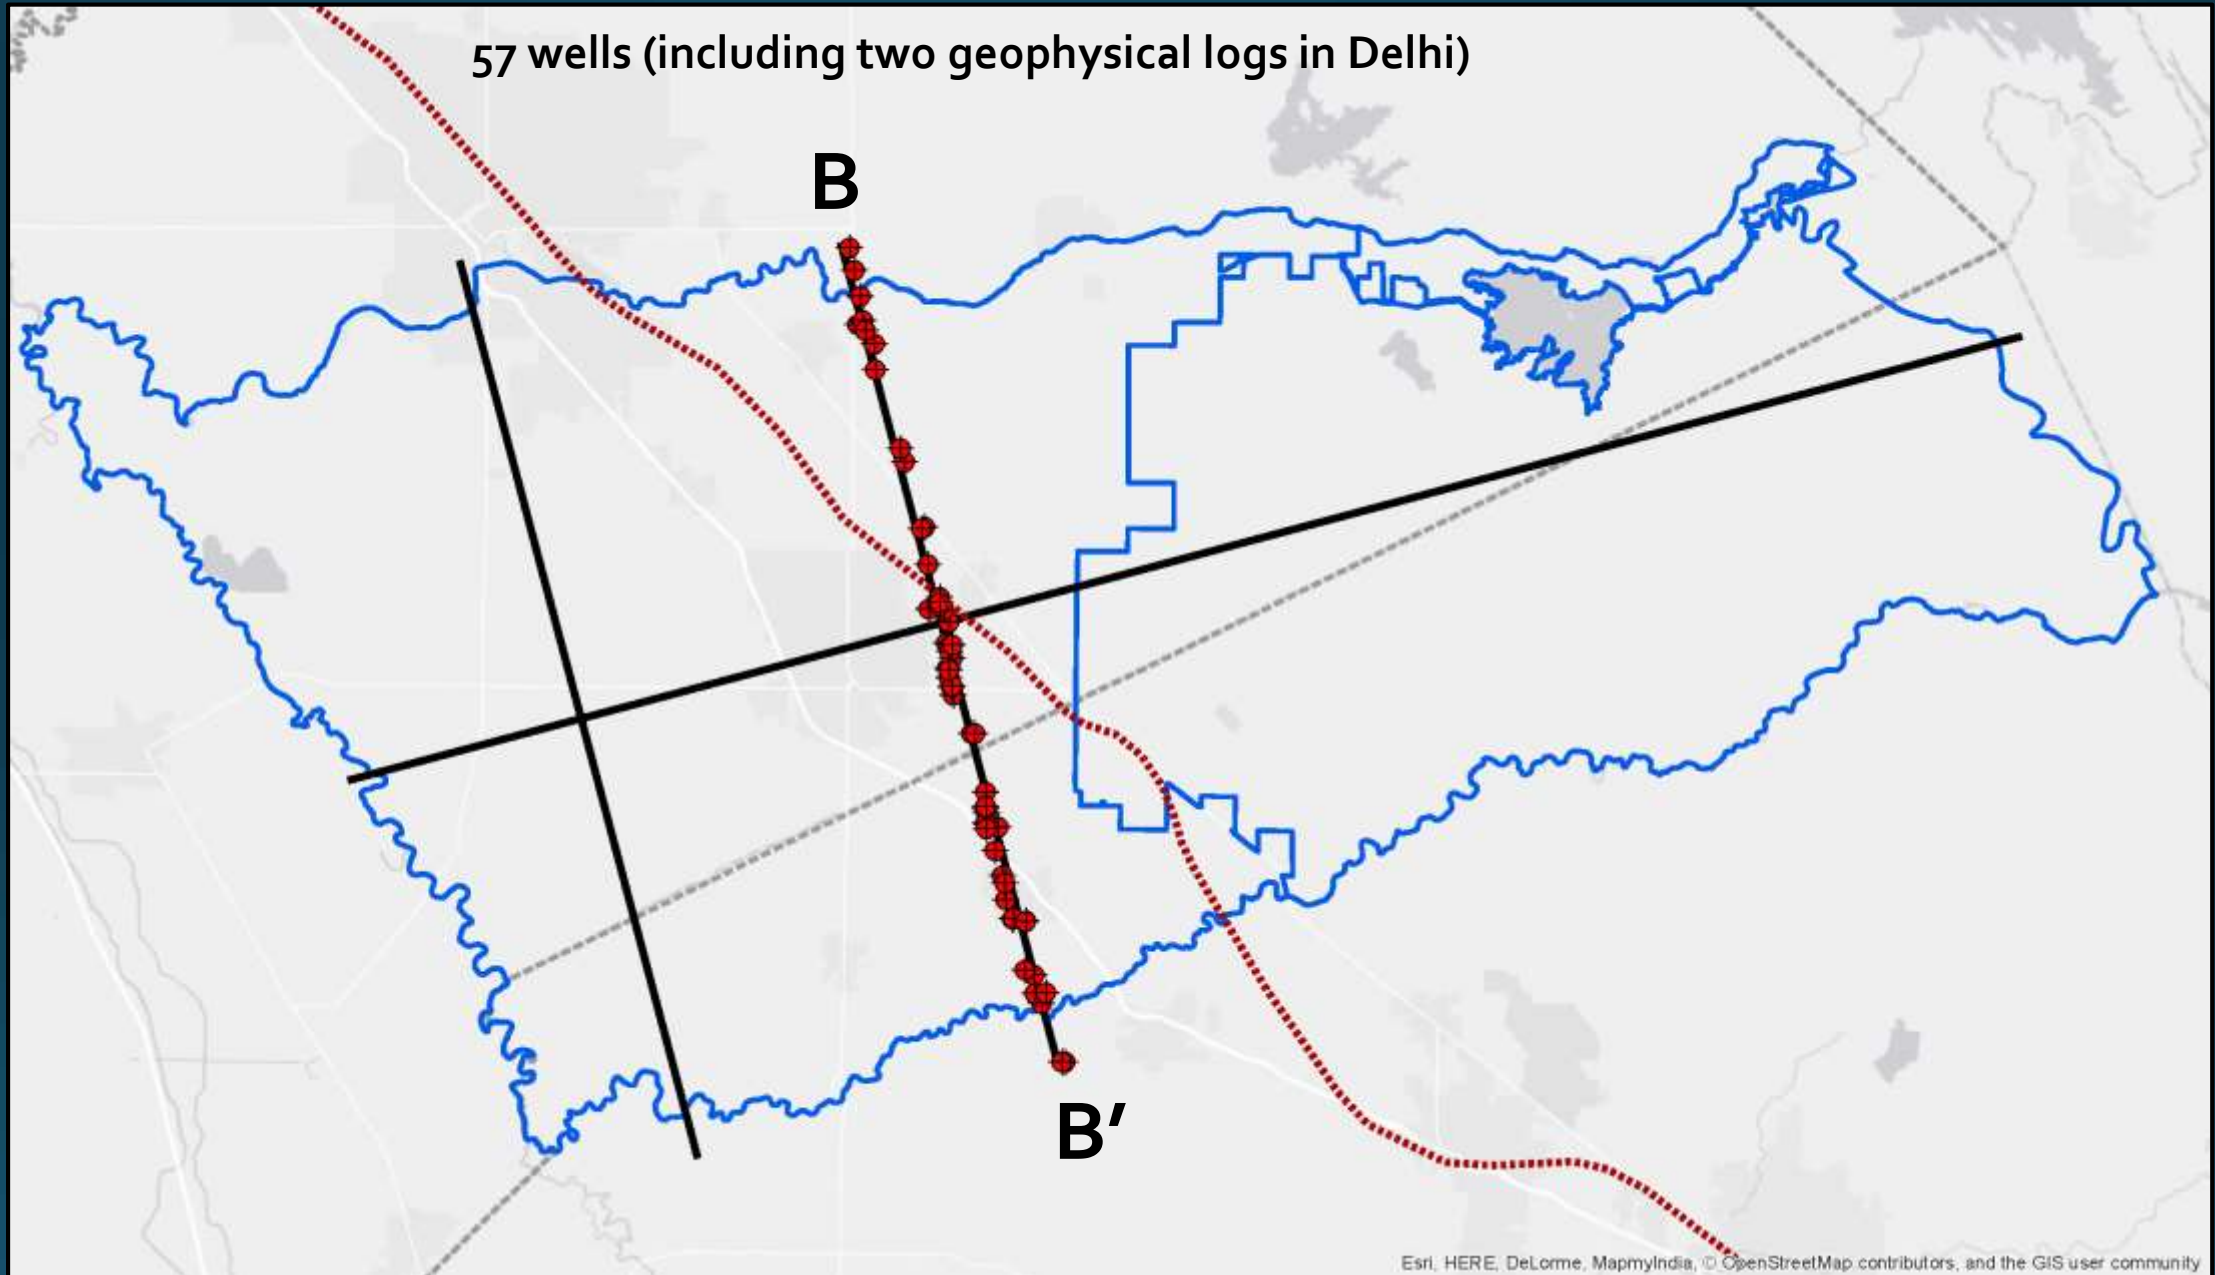 57 wells (including two geophysical logs in Delhi)
B
B′
Esri, HERE, DeLorme, MapmyIndia, © OpenStreetMap contributors, and the GIS user community